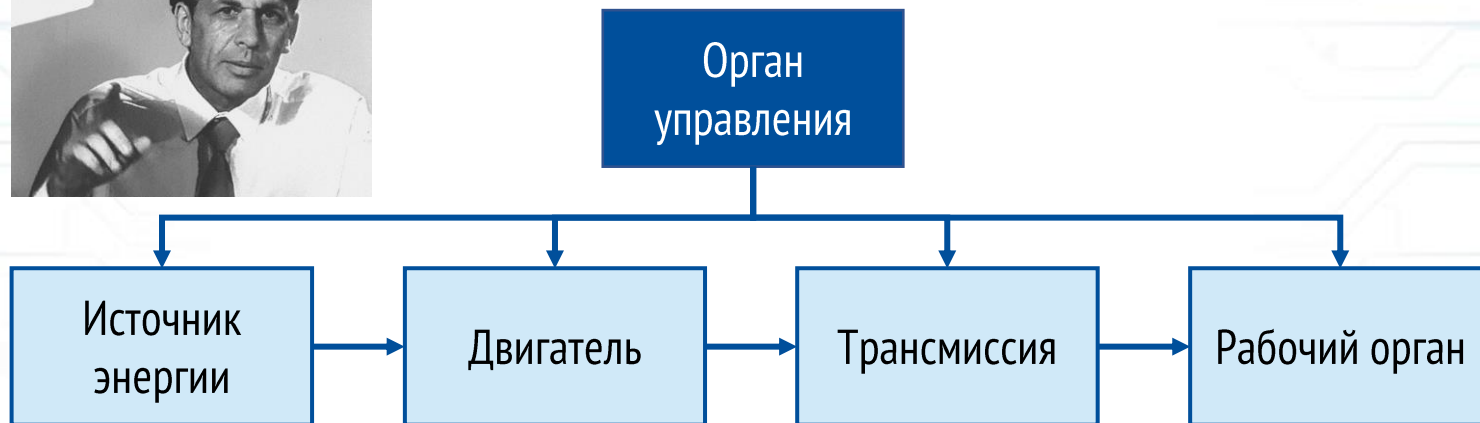 Орган
управления
Источник
энергии
Двигатель
Трансмиссия
Рабочий орган